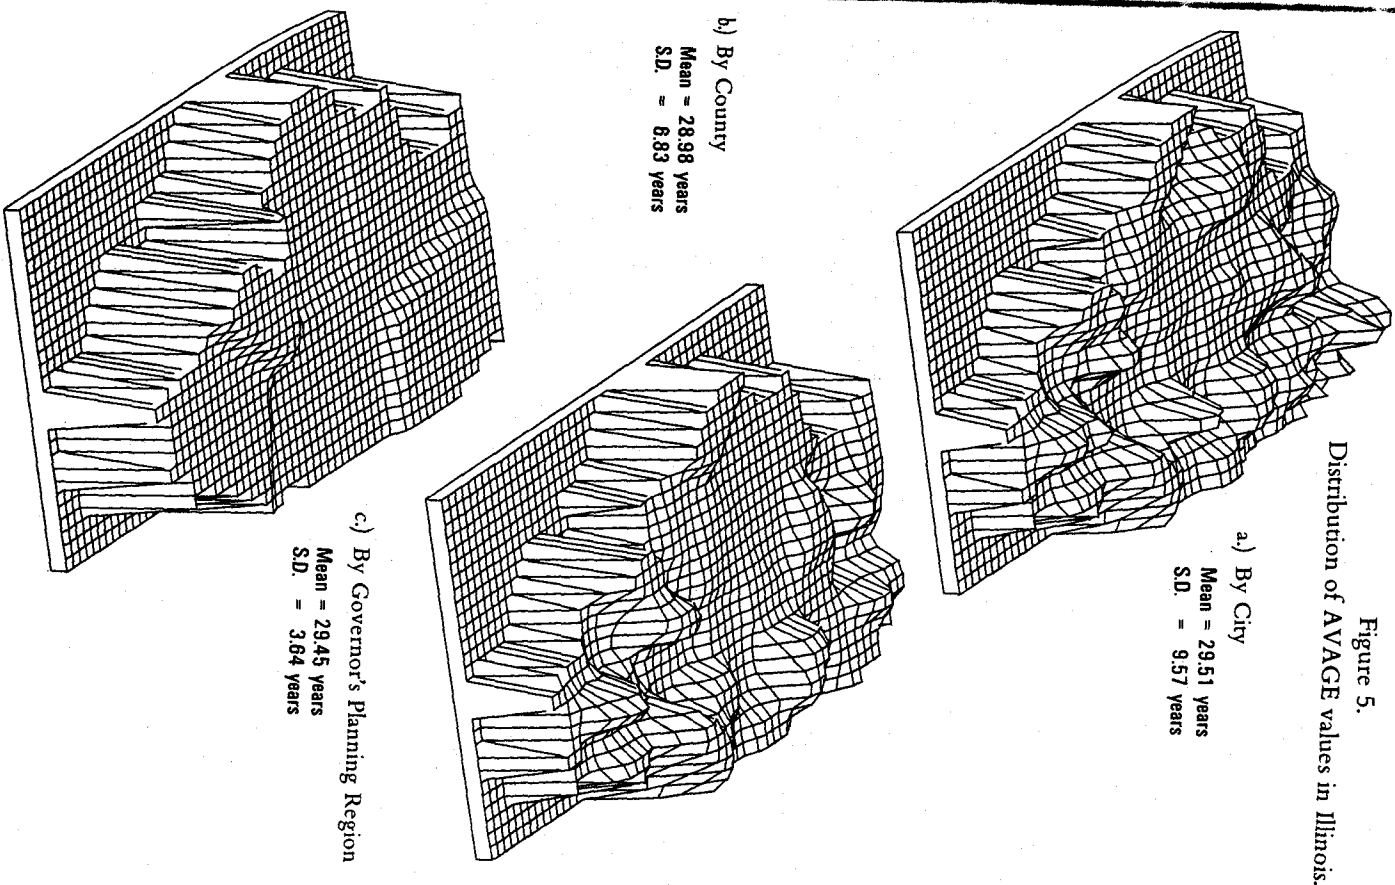 Figure 5.
Distribution of AVAGE values in Illinois.
a.) By City
Mean = 29.51 years
S.D. = 9.57 years
b.) By County
Mean = 28.98 years
S.D. = 6.83 years
c.) By Governor's Planning Region
Mean = 29.45 years
S.D. = 3.64 years